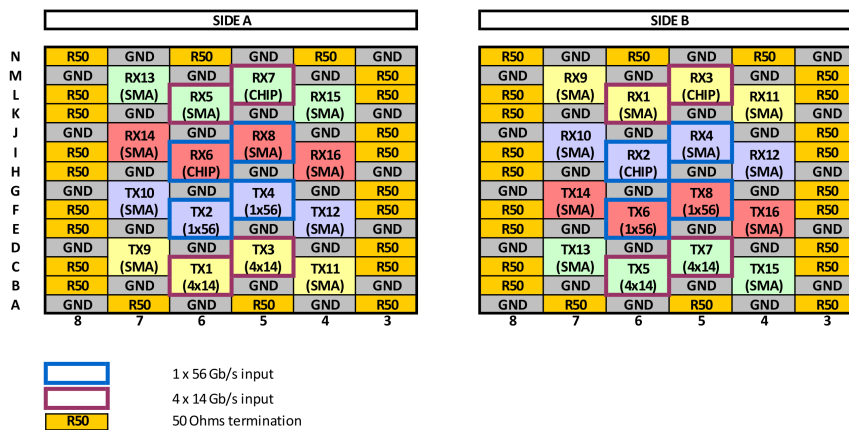 SIDE A SIDE B
N R50 GND R50 GND R50 GND R50 GND R50 GND R50 GND
M GND RX13 GND RX7 GND R50 GND RX9 GND RX3 GND R50
L R50 (SMA) RX5 (CHIP) RX15 R50 R50 (SMA) RX1 (CHIP) RX11 R50
K R50 GND (SMA) GND (SMA) GND R50 GND (SMA) GND (SMA) GND
J GND RX14 GND RX8 GND R50 GND RX10 GND RX4 GND R50
I R50 (SMA) RX6 (SMA) RX16 R50 R50 (SMA) RX2 (SMA) RX12 R50
H R50 GND (CHIP) GND (SMA) GND R50 GND (CHIP) GND (SMA) GND
G GND TX10 GND TX4 GND R50 GND TX14 GND TX8 GND R50
F R50 (SMA) TX2 (1x56) TX12 R50 R50 (SMA) TX6 (1x56) TX16 R50
E R50 GND (1x56) GND (SMA) GND R50 GND (1x56) GND (SMA) GND
D GND TX9 GND TX3 GND R50 GND TX13 GND TX7 GND R50
C R50 (SMA) TX1 (4x14) TX11 R50 R50 (SMA) TX5 (4x14) TX15 R50
B R50 GND (4x14) GND (SMA) GND R50 GND (4x14) GND (SMA) GND
A GND R50 GND R50 GND R50 GND R50 GND R50 GND R50
8 7 6 5 4 3 8 7 6 5 4 3
1 x 56 Gb/s input
4 x 14 Gb/s input
R50 50 Ohms termination